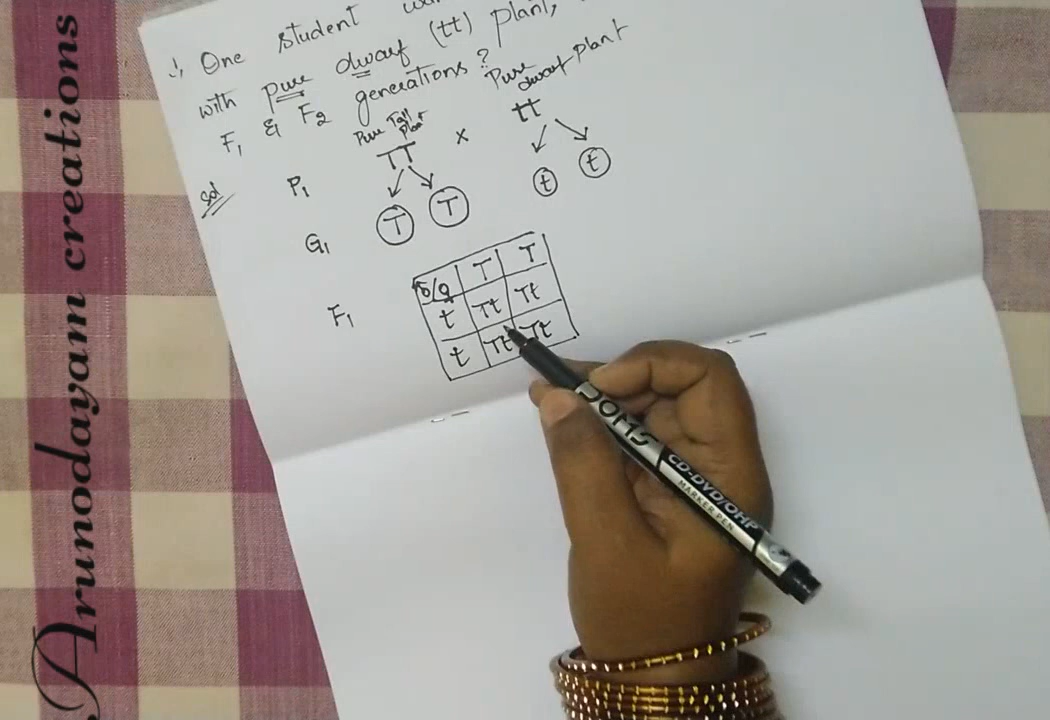 One student
with pure dwarf (tt) plant,
F₁ & F₂ generations?
sol
Pure Tall Plant
Pure dwarf plant
P₁ TT × tt
G₁ T T t t
F₁
♂/♀ T T
t Tt Tt
t Tt Tt
DOMS CD-DVD/OHP
MARKER PEN
Arunodayam creations